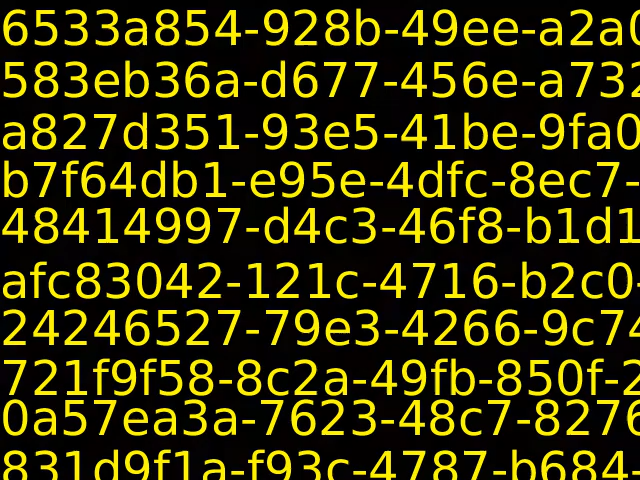 6533a854-928b-49ee-a2a0
583eb36a-d677-456e-a732
a827d351-93e5-41be-9fa0
b7f64db1-e95e-4dfc-8ec7-
48414997-d4c3-46f8-b1d1
afc83042-121c-4716-b2c0-
24246527-79e3-4266-9c74
721f9f58-8c2a-49fb-850f-2
0a57ea3a-7623-48c7-8276
831d9f1a-f93c-4787-b684-